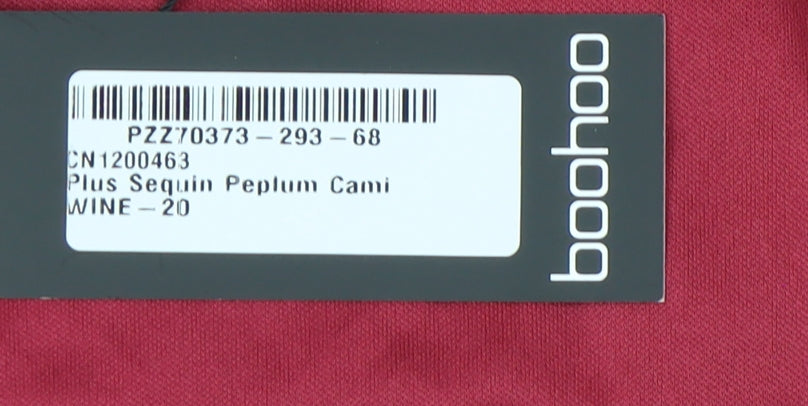 PZZ70373-293-68
CN1200463
Plus Sequin Peplum Cami
WINE-20
boohoo